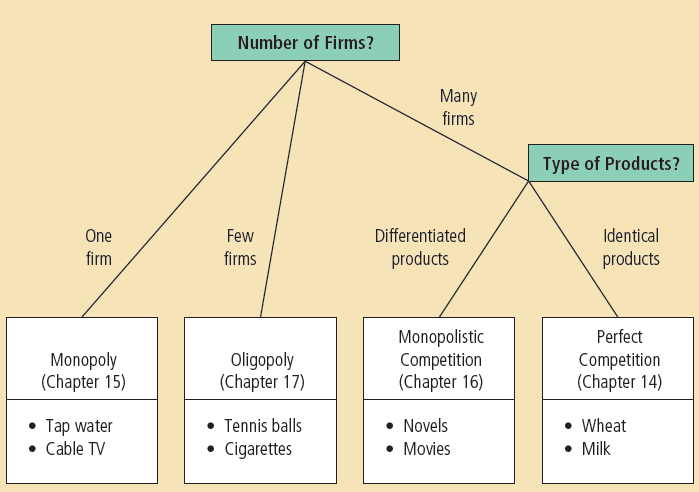 Number of Firms?
Many
firms
Type of Products?
One
firm
Few
firms
Differentiated
products
Identical
products
Monopoly
(Chapter 15)
• Tap water
• Cable TV
Oligopoly
(Chapter 17)
• Tennis balls
• Cigarettes
Monopolistic
Competition
(Chapter 16)
• Novels
• Movies
Perfect
Competition
(Chapter 14)
• Wheat
• Milk